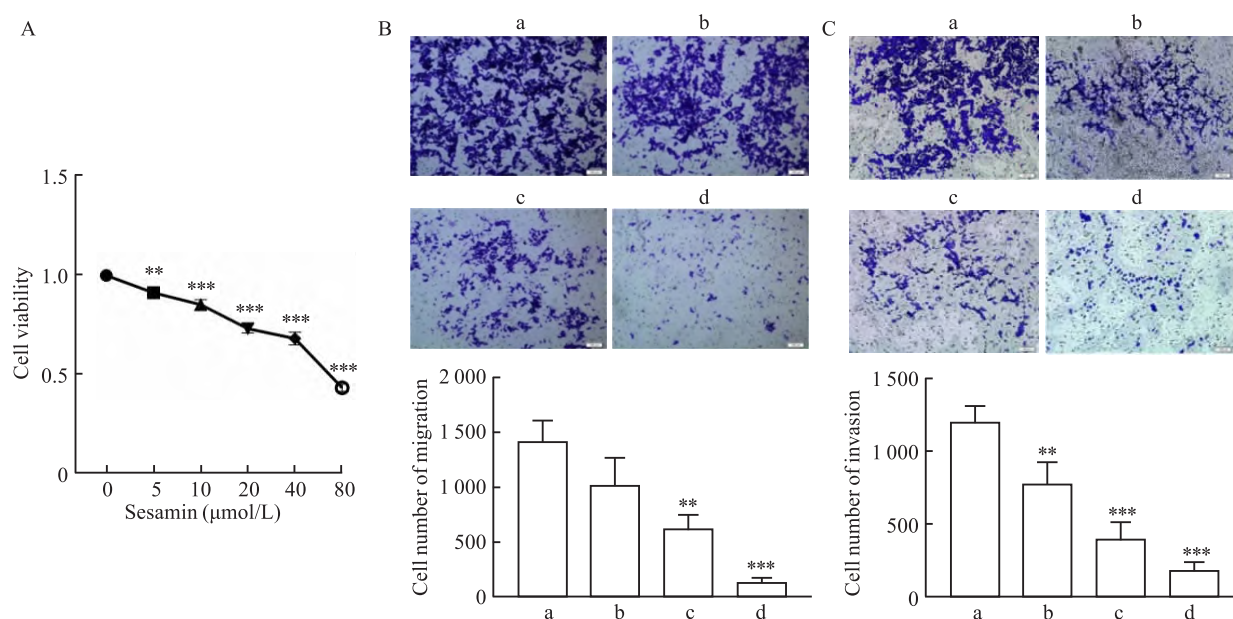 A
1.5
1.0
0.5
0
Cell viability
**
***
***
***
***
0 5 10 20 40 80
Sesamin (μmol/L)
B
a b
c d
2 000
1 500
1 000
500
0
Cell number of migration
**
***
a b c d
C
a b
c d
1 500
1 000
500
0
Cell number of invasion
**
***
***
a b c d